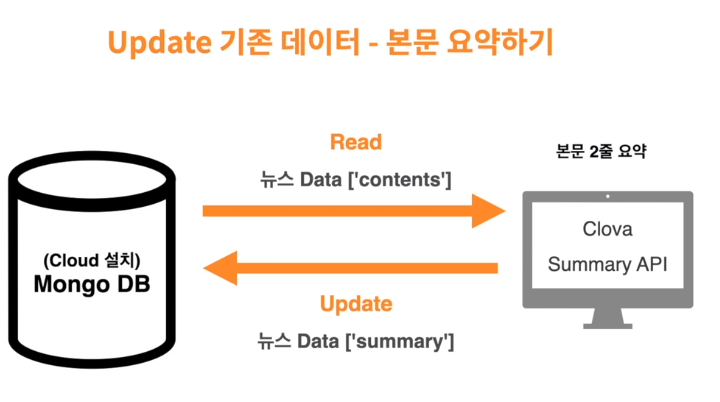 Update 기존 데이터 - 본문 요약하기
Read
뉴스 Data ['contents']
본문 2줄 요약
(Cloud 설치)
Mongo DB
Clova
Summary API
Update
뉴스 Data ['summary']